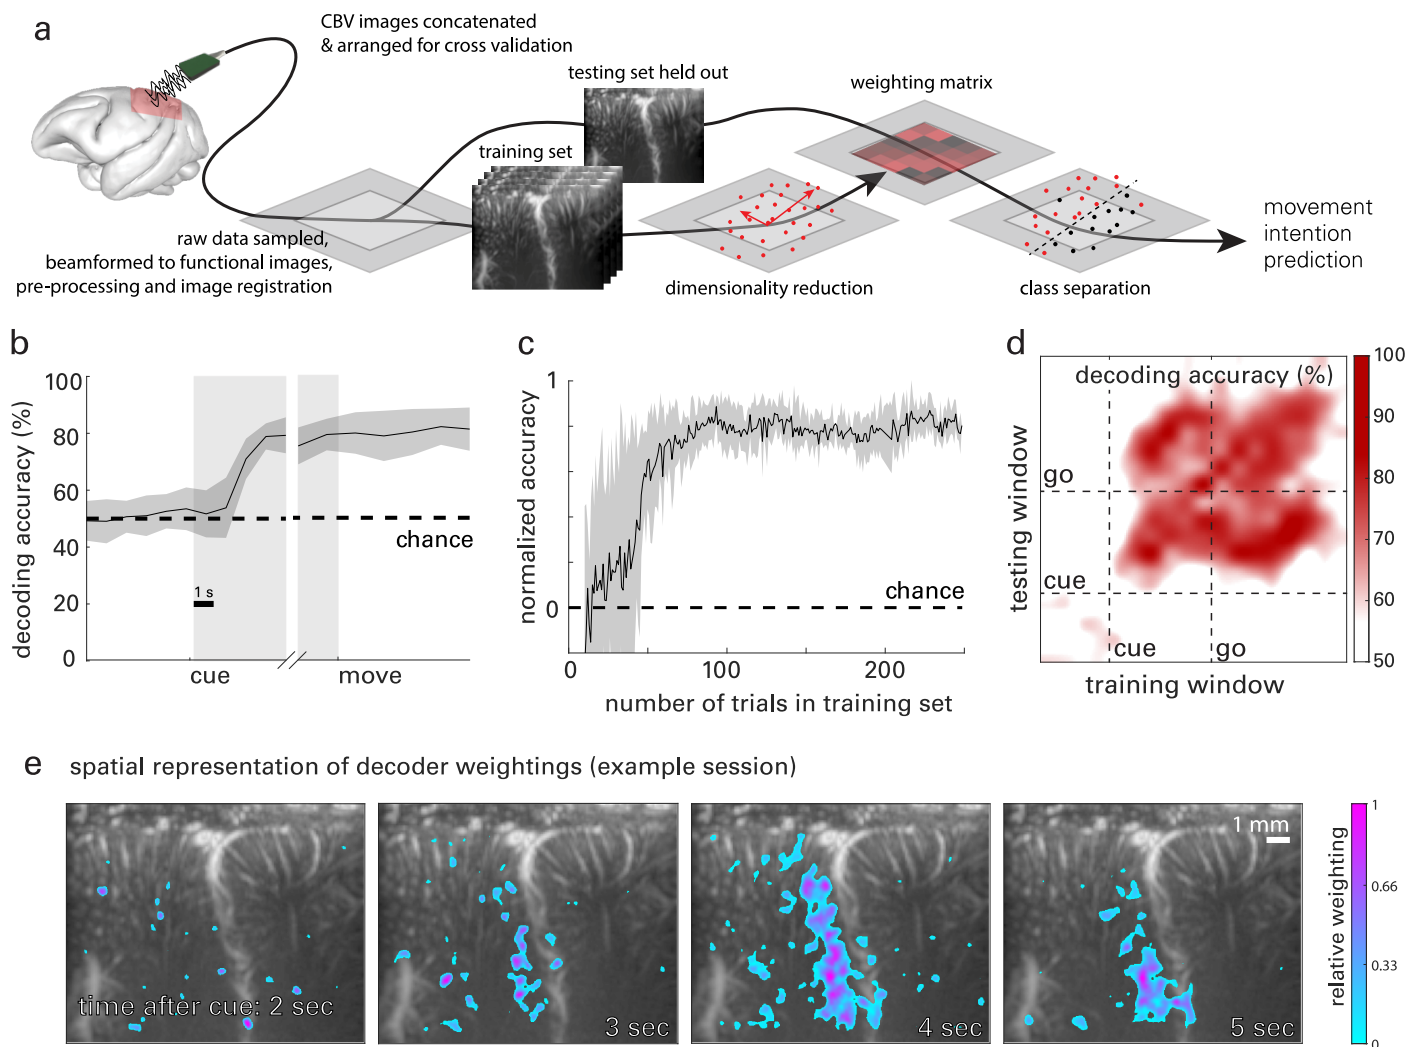 a
CBV images concatenated
& arranged for cross validation
testing set held out
weighting matrix
training set
raw data sampled,
beamformed to functional images,
pre-processing and image registration
dimensionality reduction
class separation
movement
intention
prediction
b
decoding accuracy (%)
100
80
60
40
20
0
chance
1 s
cue
move
c
normalized accuracy
1
0
chance
0
100
200
number of trials in training set
d
decoding accuracy (%)
testing window
go
cue
cue
go
training window
100
90
80
70
60
50
e
spatial representation of decoder weightings (example session)
time after cue: 2 sec
3 sec
4 sec
1 mm
5 sec
relative weighting
1
0.66
0.33
0